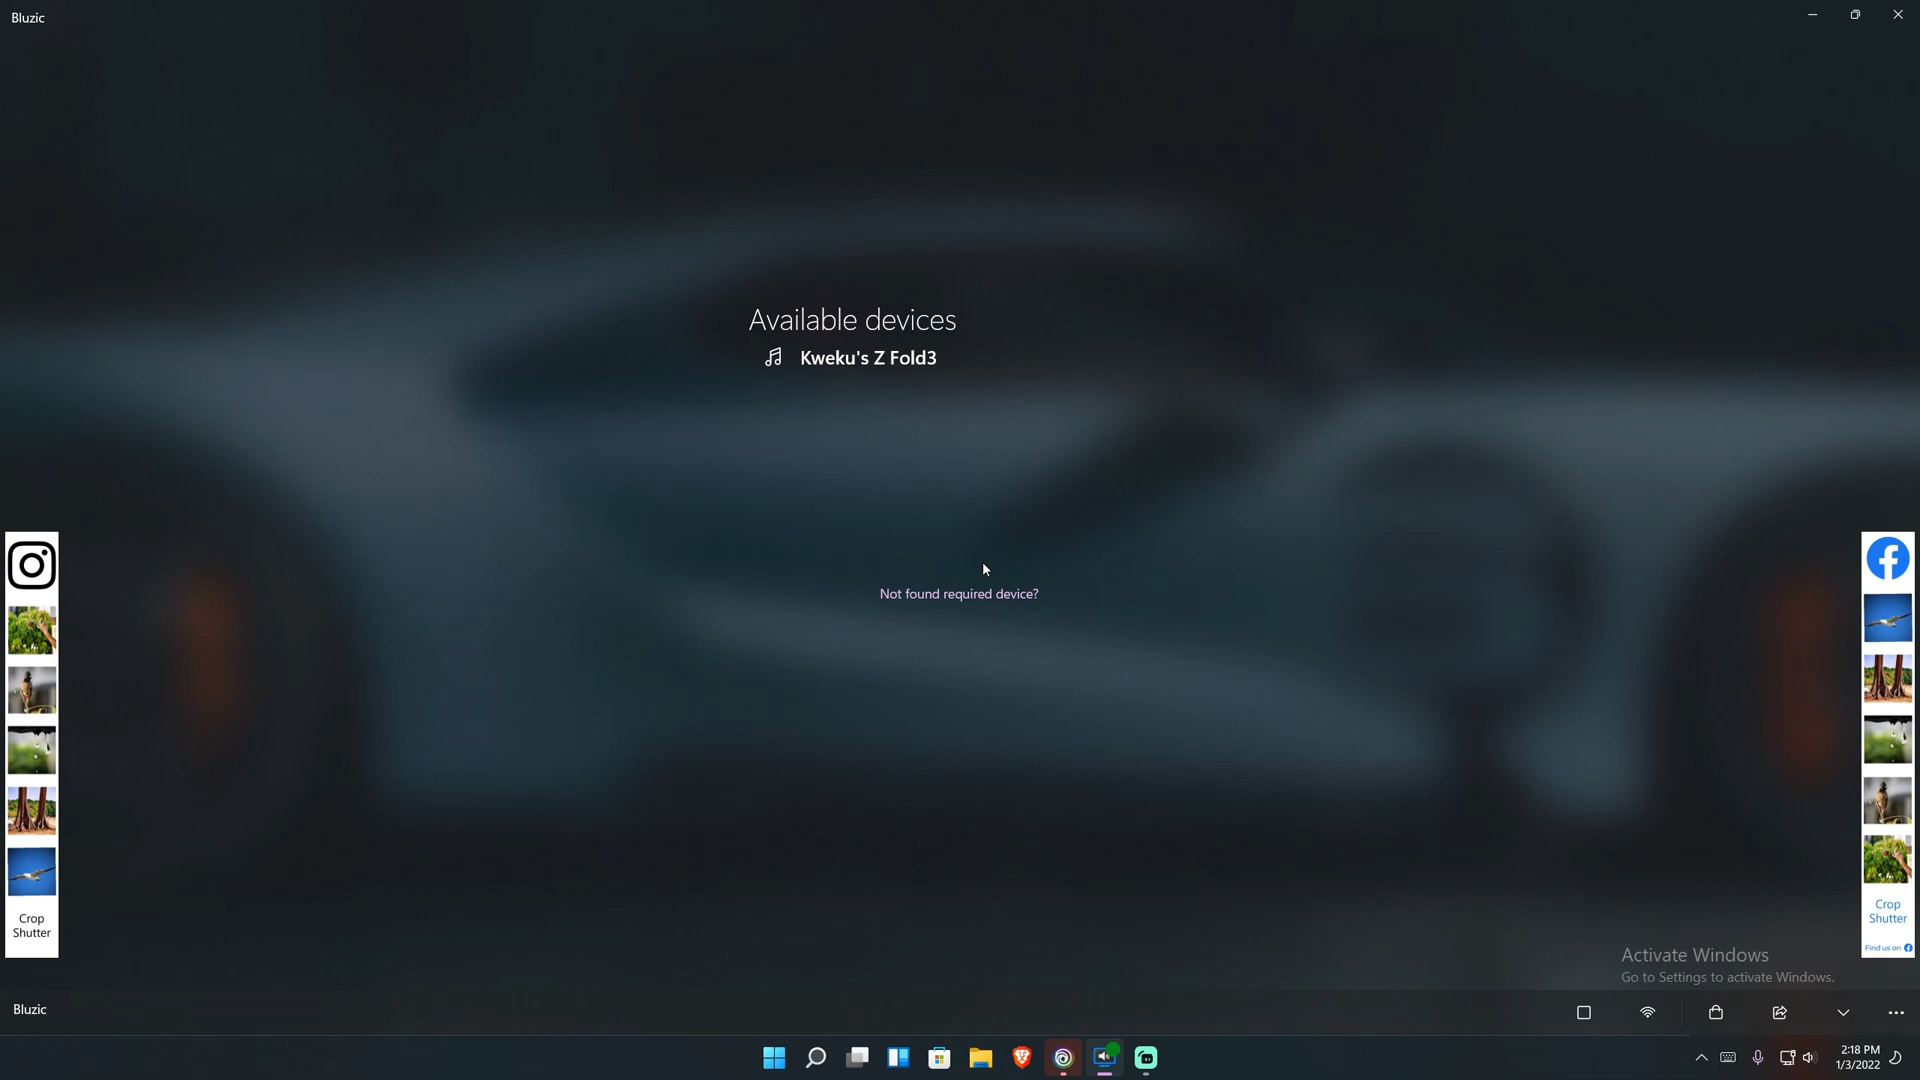 Bluzic
Available devices
Kweku's Z Fold3
Not found required device?
Crop
Shutter
Crop
Shutter
Find us on
Activate Windows
Go to Settings to activate Windows.
Bluzic
2:18 PM
1/3/2022